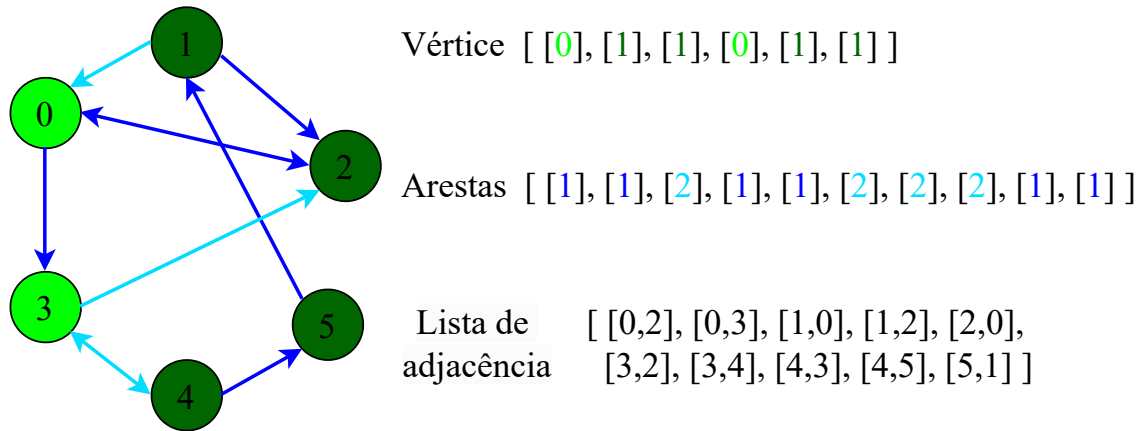 1
Vértice [ [0], [1], [1], [0], [1], [1] ]
0
2
Arestas [ [1], [1], [2], [1], [1], [2], [2], [2], [1], [1] ]
3
5
Lista de [ [0,2], [0,3], [1,0], [1,2], [2,0],
adjacência [3,2], [3,4], [4,3], [4,5], [5,1] ]
4